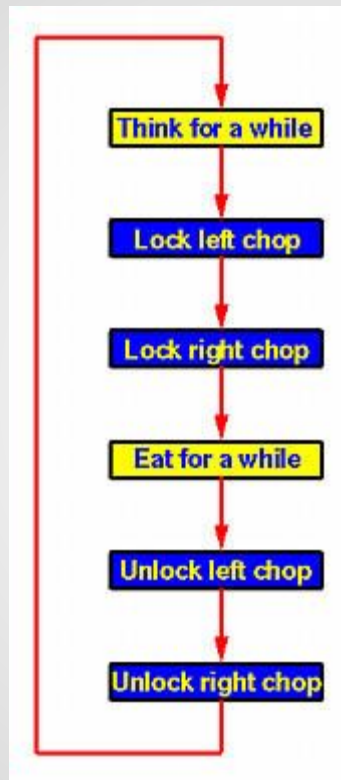 Think for a while
Lock left chop
Lock right chop
Eat for a while
Unlock left chop
Unlock right chop